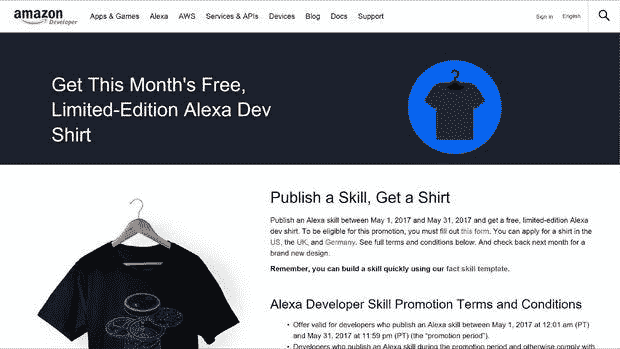 amazon
Developer
Apps & Games Alexa AWS Services & APIs Devices Blog Docs Support
Sign in English
Get This Month's Free,
Limited-Edition Alexa Dev
Shirt
Publish a Skill, Get a Shirt
Publish an Alexa skill between May 1, 2017 and May 31, 2017 and get a free, limited-edition Alexa
dev shirt. To be eligible for this promotion, you must fill out this form. You can apply for a shirt in the
US, the UK, and Germany. See full terms and conditions below. And check back next month for a
brand new design.
Remember, you can build a skill quickly using our fact skill template.
Alexa Developer Skill Promotion Terms and Conditions
• Offer valid for developers who publish an Alexa skill between May 1, 2017 at 12:01 am (PT)
and May 31, 2017 at 11:59 pm (PT) (the "promotion period").
• Developers who publish an Alexa skill during the promotion period and otherwise comply with